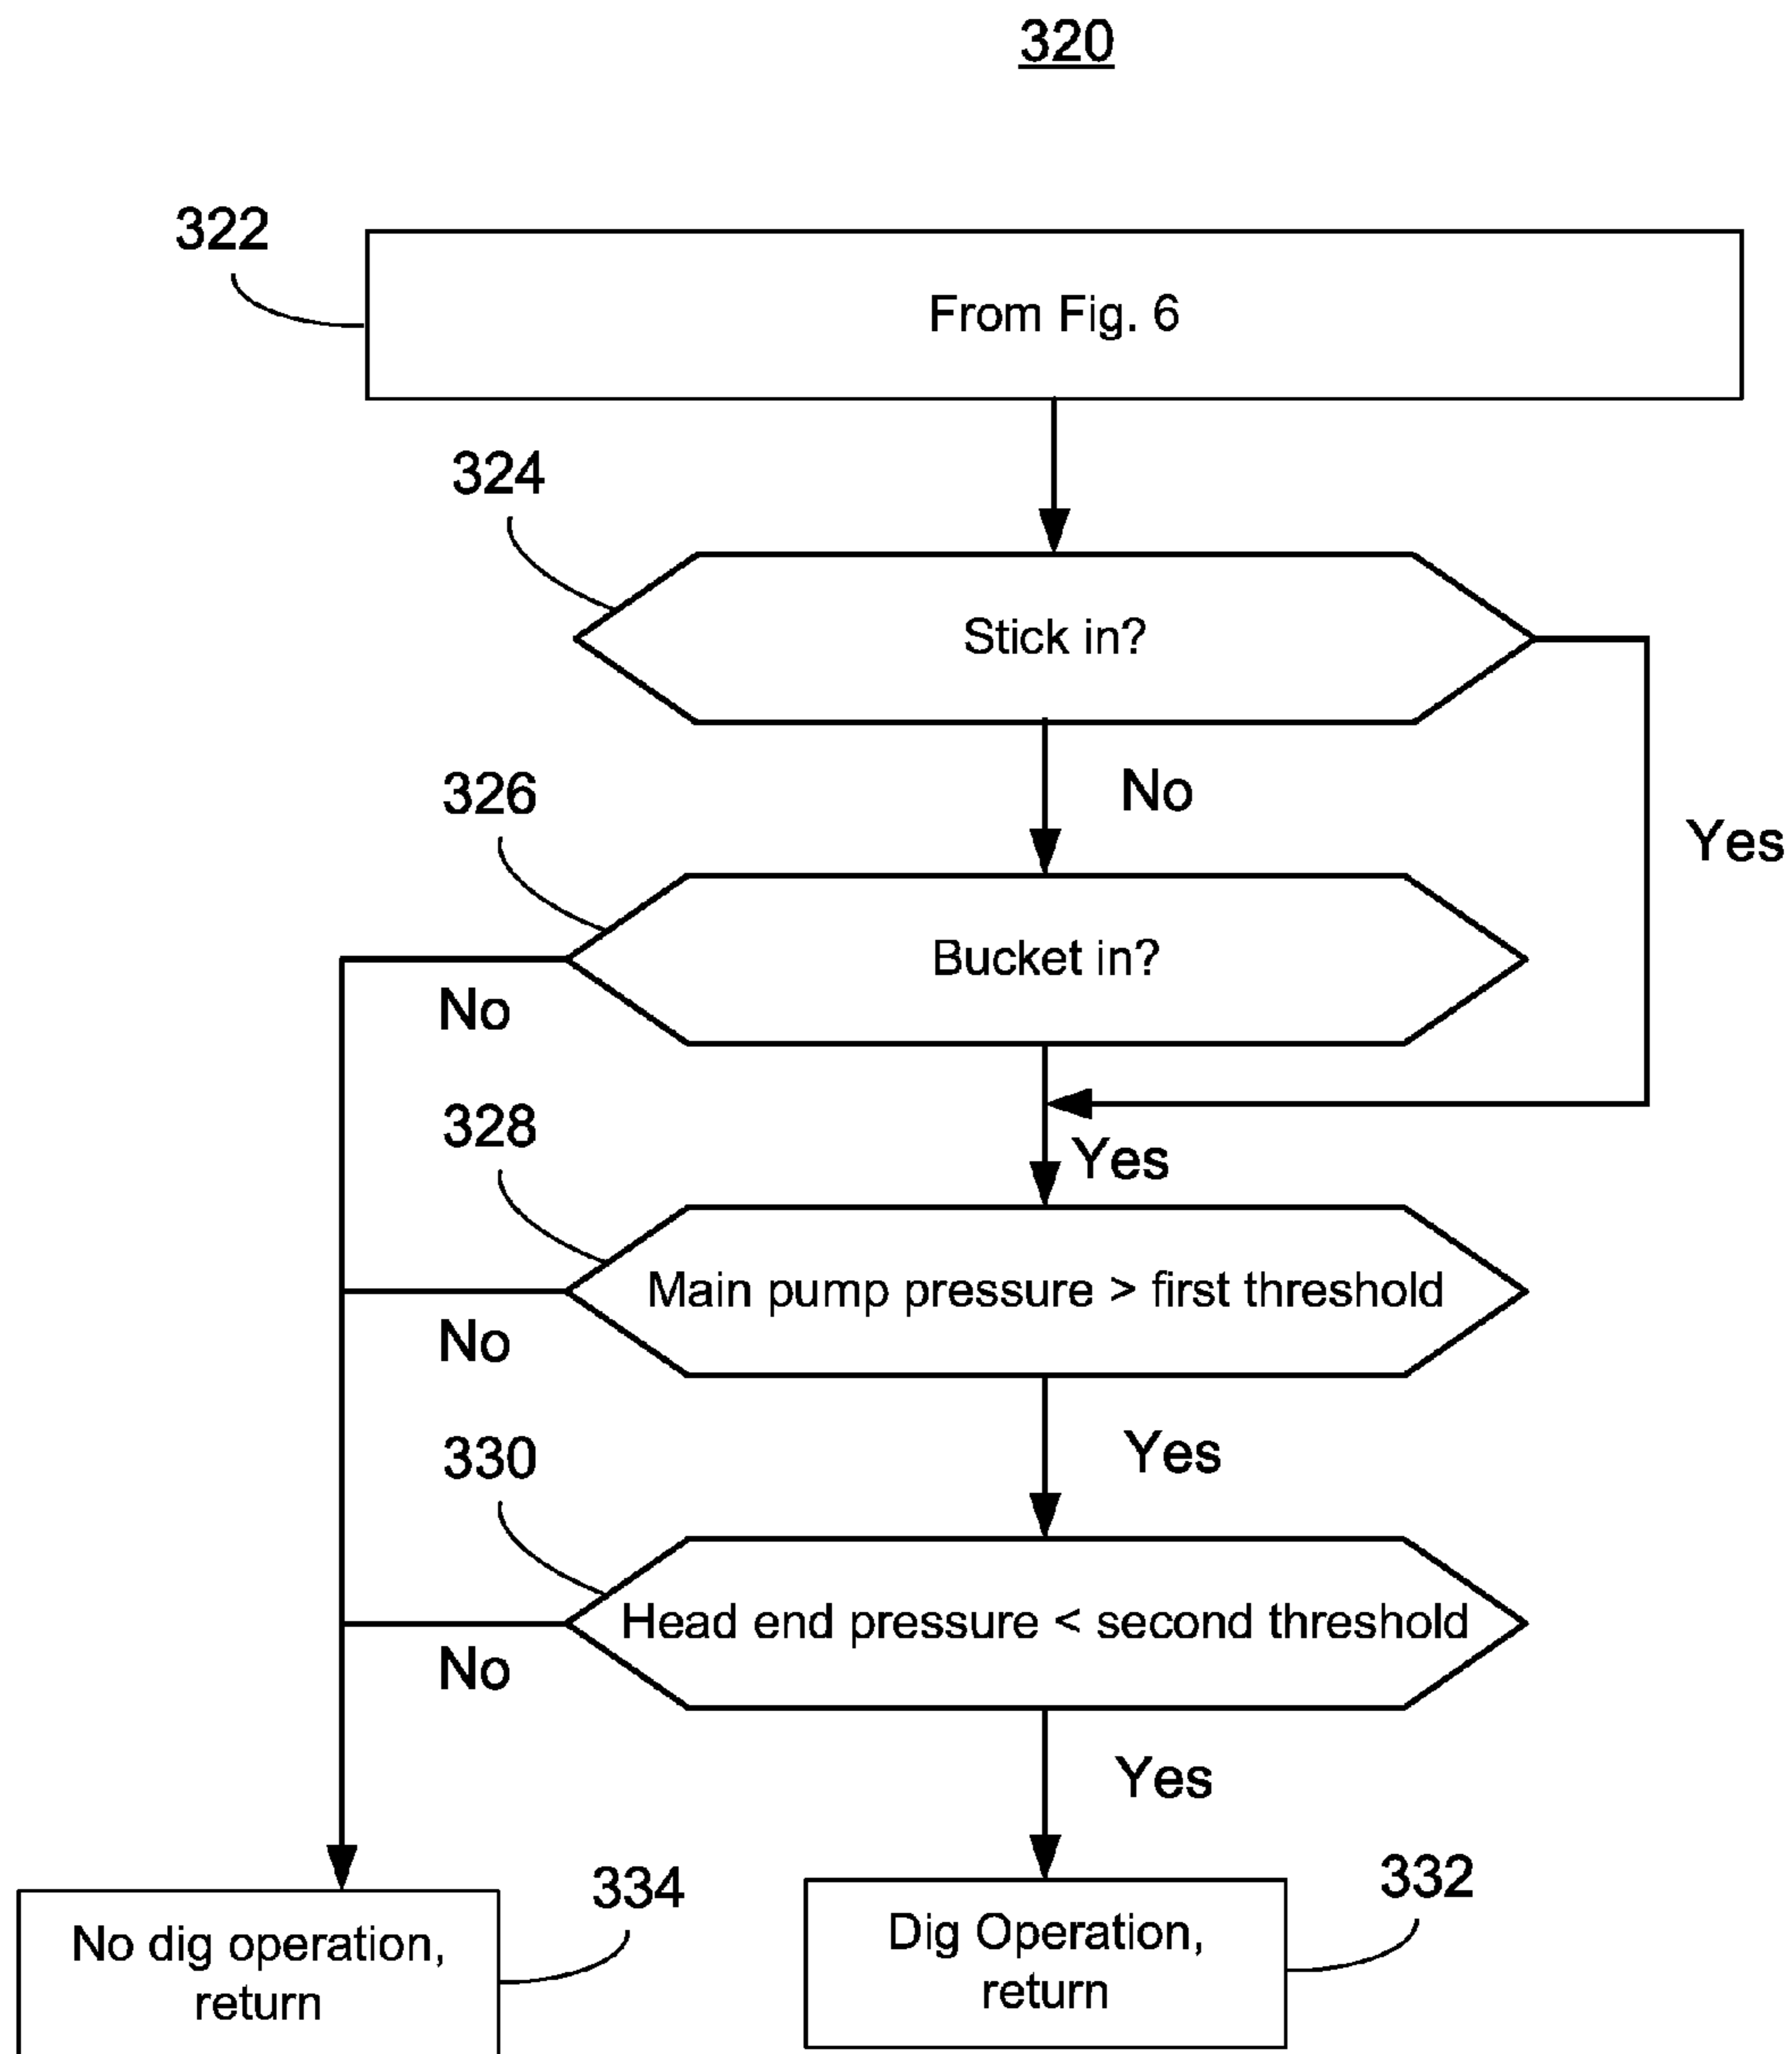 320
322
From Fig. 6
324
Stick in?
No
Yes
326
Bucket in?
No
328
Yes
Main pump pressure > first threshold
No
330
Yes
Head end pressure < second threshold
No
Yes
334
332
No dig operation,
return
Dig Operation,
return